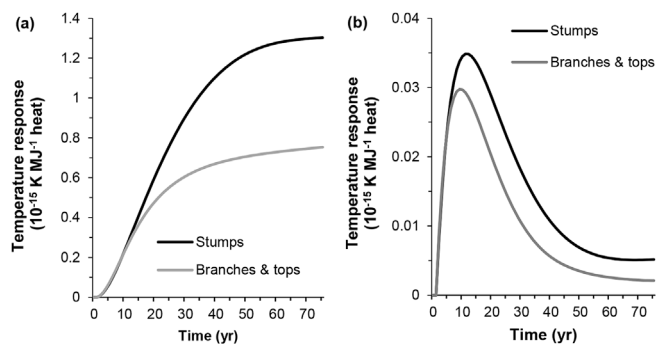 (a)
Temperature response
(10⁻¹⁵ K MJ⁻¹ heat)
1.4
1.2
1
0.8
0.6
0.4
0.2
0
Stumps
Branches & tops
0 10 20 30 40 50 60 70
Time (yr)
(b)
Temperature response
(10⁻¹⁵ K MJ⁻¹ heat)
0.04
0.03
0.02
0.01
0
Stumps
Branches & tops
0 10 20 30 40 50 60 70
Time (yr)